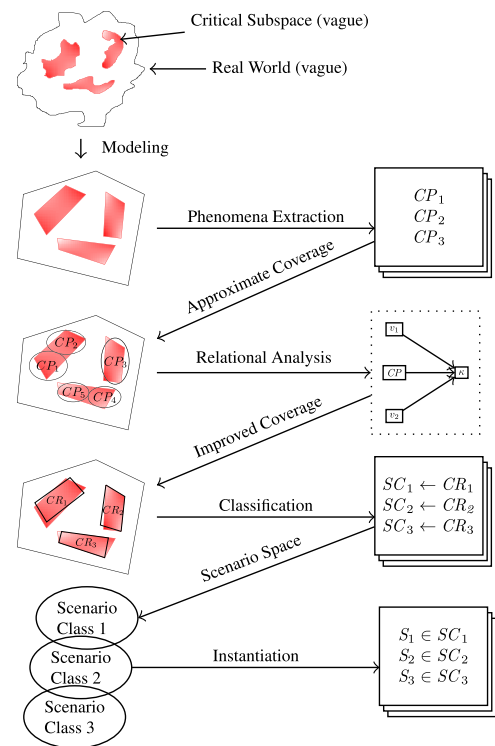 Critical Subspace (vague)
Real World (vague)
Modeling
Phenomena Extraction
CP₁
CP₂
CP₃
Approximate Coverage
CP₂
CP₁
CP₃
CP₅
CP₄
Relational Analysis
v₁
CP
κ
v₂
Improved Coverage
CR₁
CR₂
CR₃
Classification
SC₁ ← CR₁
SC₂ ← CR₂
SC₃ ← CR₃
Scenario Space
Scenario
Class 1
Scenario
Class 2
Scenario
Class 3
Instantiation
S₁ ∈ SC₁
S₂ ∈ SC₂
S₃ ∈ SC₃